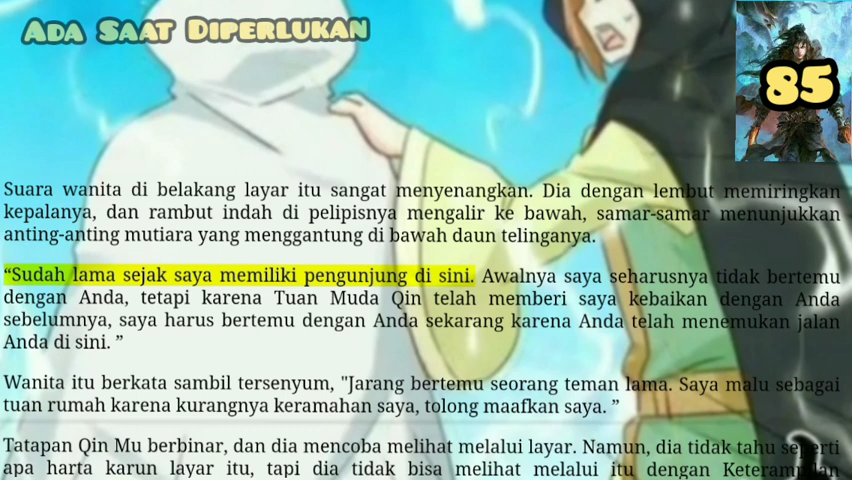 Ada Saat Diperlukan
85
Suara wanita di belakang layar itu sangat menyenangkan. Dia dengan lembut memiringkan
kepalanya, dan rambut indah di pelipisnya mengalir ke bawah, samar-samar menunjukkan
anting-anting mutiara yang menggantung di bawah daun telinganya.
“Sudah lama sejak saya memiliki pengunjung di sini. Awalnya saya seharusnya tidak bertemu
dengan Anda, tetapi karena Tuan Muda Qin telah memberi saya kebaikan dengan Anda
sebelumnya, saya harus bertemu dengan Anda sekarang karena Anda telah menemukan jalan
Anda di sini. ”
Wanita itu berkata sambil tersenyum, "Jarang bertemu seorang teman lama. Saya malu sebagai
tuan rumah karena kurangnya keramahan saya, tolong maafkan saya. ”
Tatapan Qin Mu berbinar, dan dia mencoba melihat melalui layar. Namun, dia tidak tahu seperti
apa harta karun layar itu, tapi dia tidak bisa melihat melalui itu dengan Keterampilan